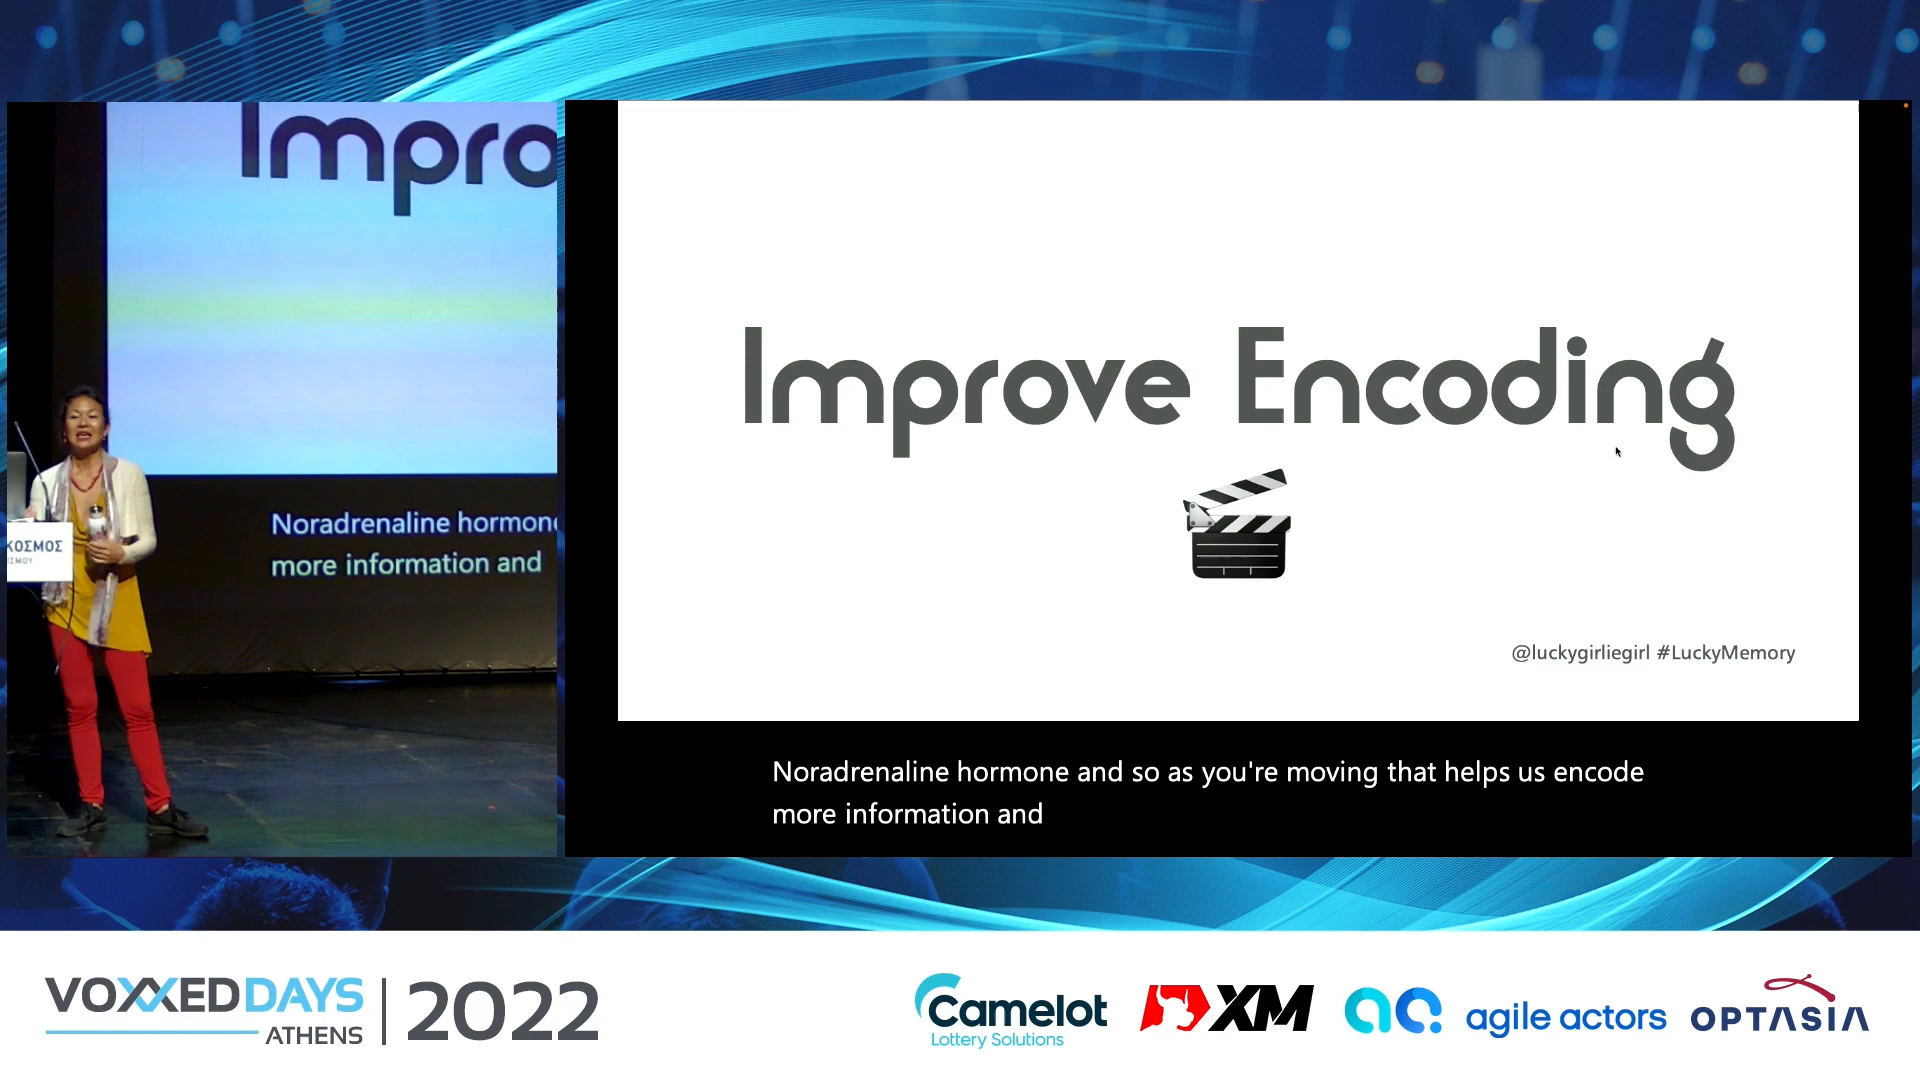 Impro
Noradrenaline hormon
more information and
ΚΟΣΜΟΣ
ΙΣΜΟΥ
Improve Encoding
@luckygirliegirl #LuckyMemory
Noradrenaline hormone and so as you're moving that helps us encode
more information and
VOXXEDDAYS
ATHENS
2022
Camelot
Lottery Solutions
XM
agile actors
OPTASIA